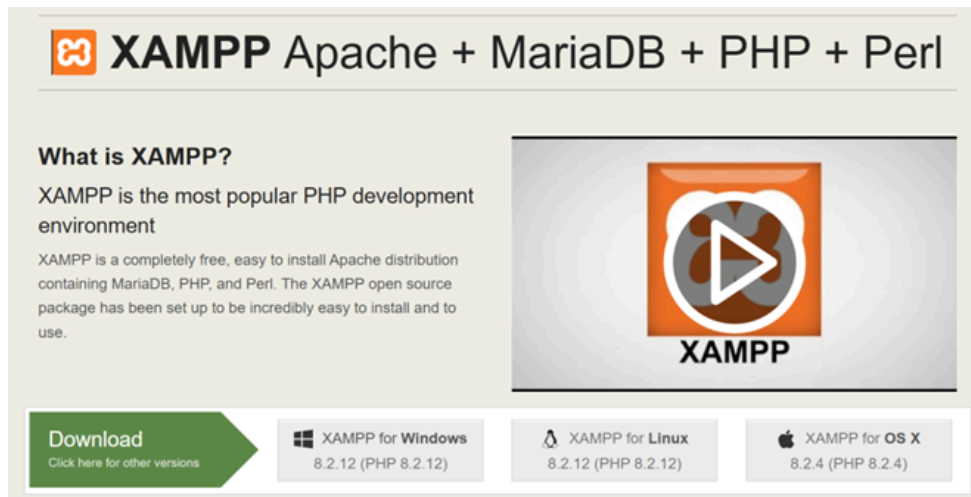 XAMPP Apache + MariaDB + PHP + Perl
What is XAMPP?
XAMPP is the most popular PHP development
environment
XAMPP is a completely free, easy to install Apache distribution
containing MariaDB, PHP, and Perl. The XAMPP open source
package has been set up to be incredibly easy to install and to
use.
XAMPP
Download
Click here for other versions
XAMPP for Windows
8.2.12 (PHP 8.2.12)
XAMPP for Linux
8.2.12 (PHP 8.2.12)
XAMPP for OS X
8.2.4 (PHP 8.2.4)